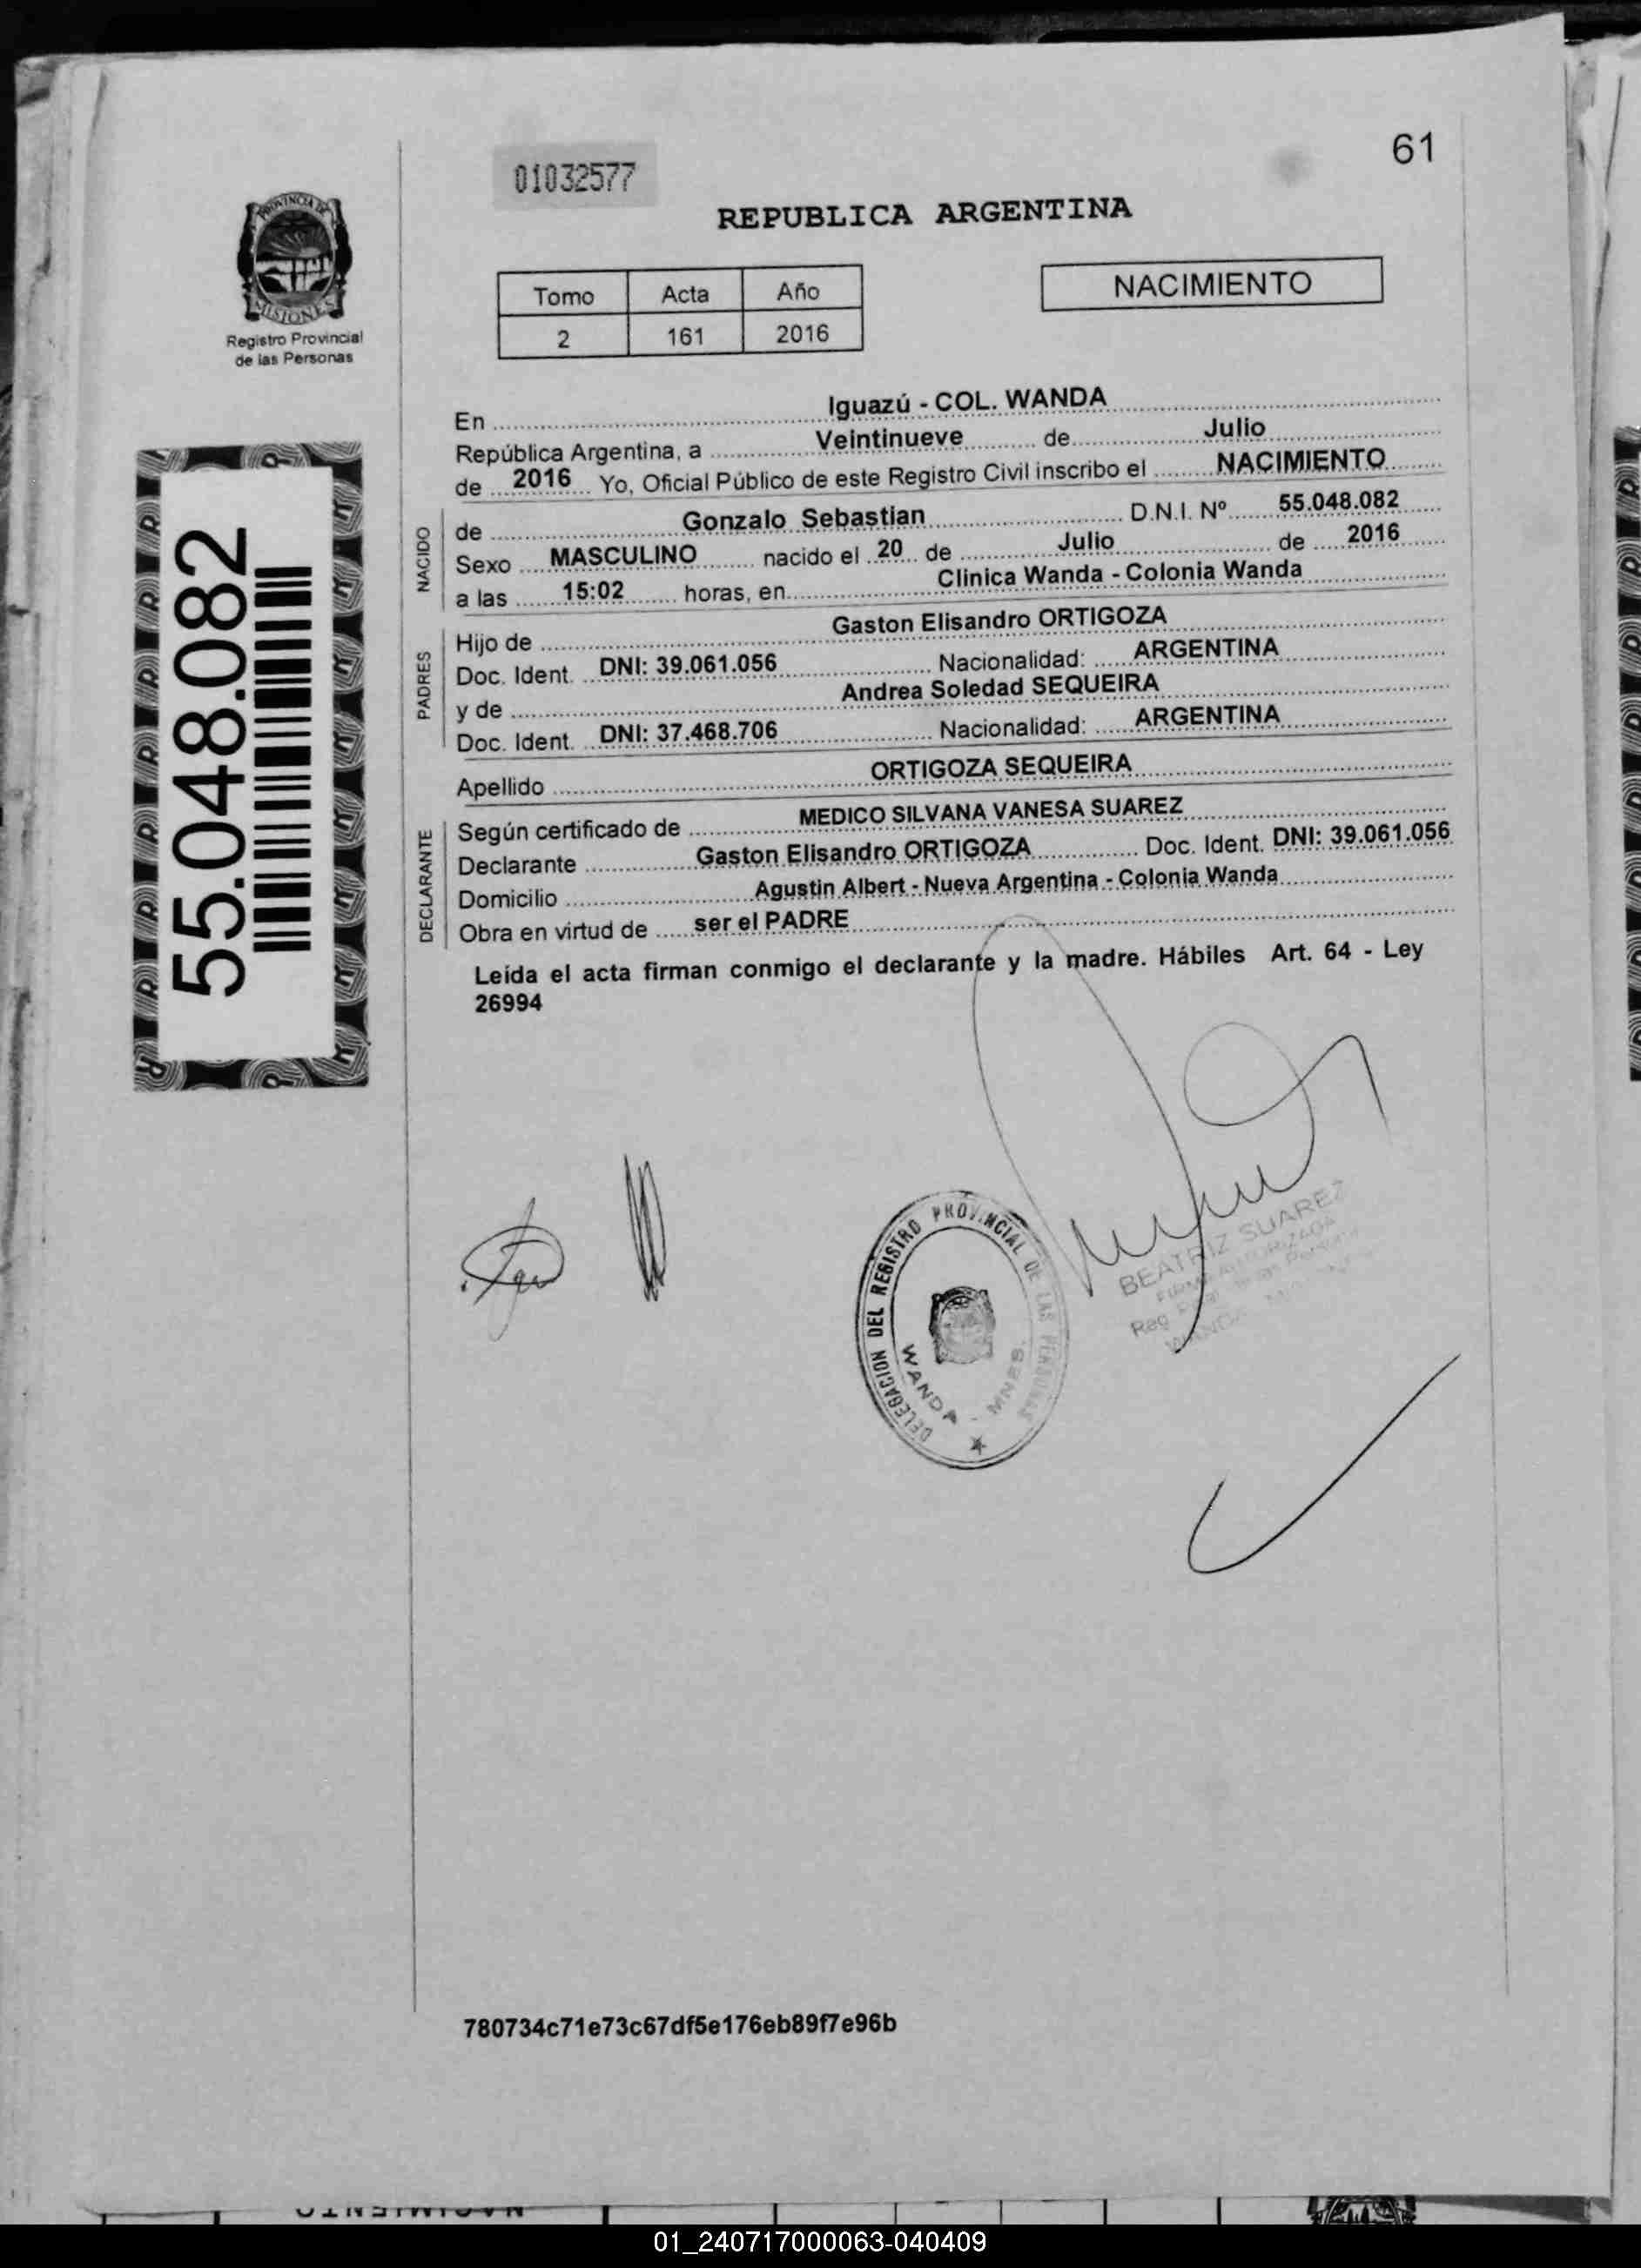 61
01032577
REPUBLICA ARGENTINA
PROVINCIA DE
MISIONES
Registro Provincial
de las Personas
Tomo Acta Año
2 161 2016
NACIMIENTO
En Iguazú - COL. WANDA
República Argentina, a Veintinueve de Julio
de 2016 Yo, Oficial Público de este Registro Civil inscribo el NACIMIENTO
NACIDO
de Gonzalo Sebastian D.N.I. Nº 55.048.082
Sexo MASCULINO nacido el 20 de Julio de 2016
a las 15:02 horas, en Clinica Wanda - Colonia Wanda
PADRES
Hijo de Gaston Elisandro ORTIGOZA
Doc. Ident. DNI: 39.061.056 Nacionalidad: ARGENTINA
y de Andrea Soledad SEQUEIRA
Doc. Ident. DNI: 37.468.706 Nacionalidad: ARGENTINA
Apellido ORTIGOZA SEQUEIRA
DECLARANTE
Según certificado de MEDICO SILVANA VANESA SUAREZ
Declarante Gaston Elisandro ORTIGOZA Doc. Ident. DNI: 39.061.056
Domicilio Agustin Albert - Nueva Argentina - Colonia Wanda
Obra en virtud de ser el PADRE
Leída el acta firman conmigo el declarante y la madre. Hábiles Art. 64 - Ley
26994
55.048.082
DELEGACION DEL REGISTRO PROVINCIAL DE LAS PERSONAS
WANDA - MNES.
BEATRIZ SUAREZ
780734c71e73c67df5e176eb89f7e96b
NACIMIENTO
01_240717000063-040409